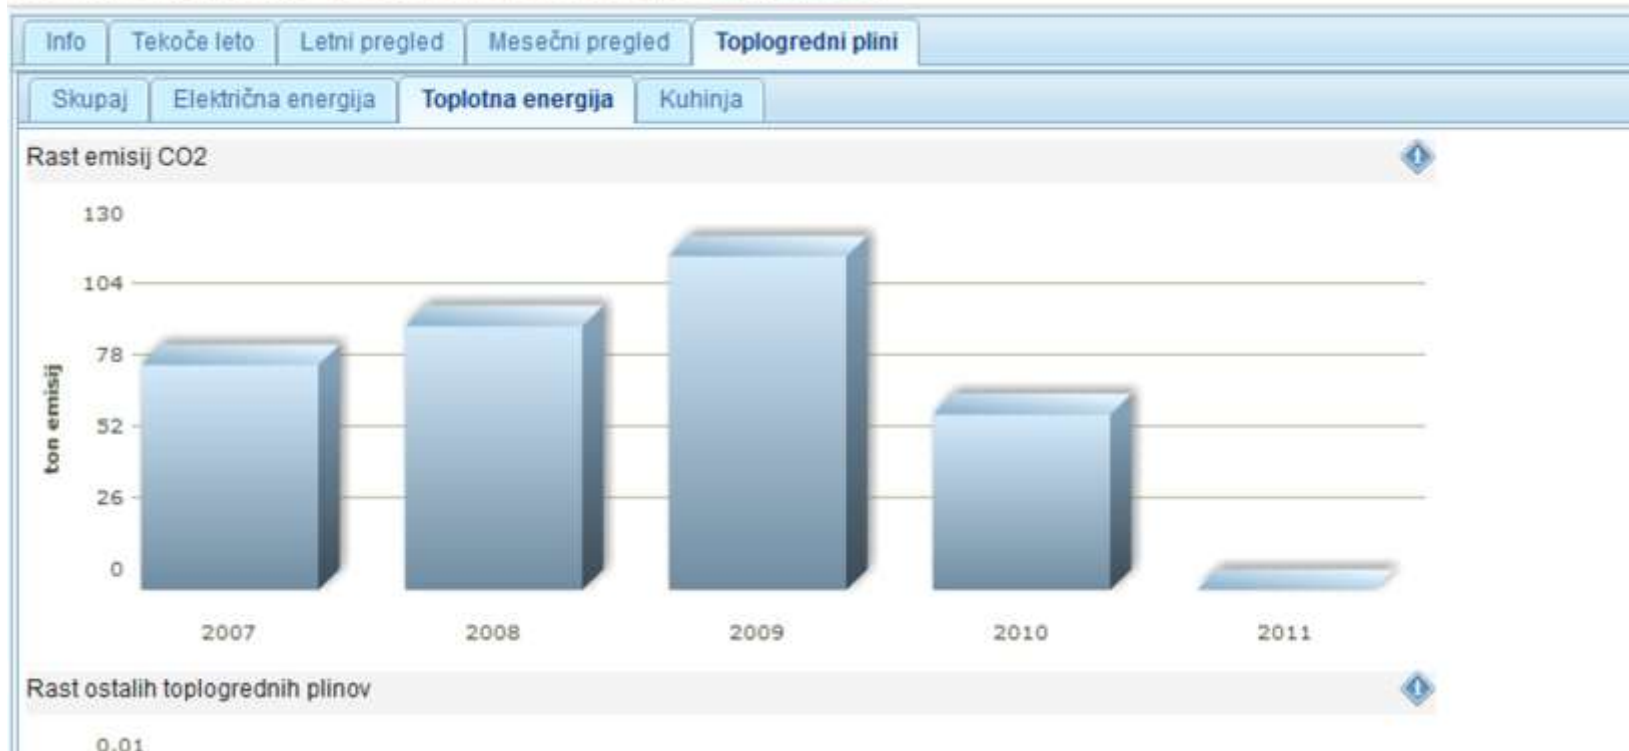 Info Tekoče leto Letni pregled Mesečni pregled Toplogredni plini
Skupaj Električna energija Toplotna energija Kuhinja
Rast emisij CO2
130
104
78
52
26
0
ton emisij
2007 2008 2009 2010 2011
Rast ostalih toplogrednih plinov
0.01